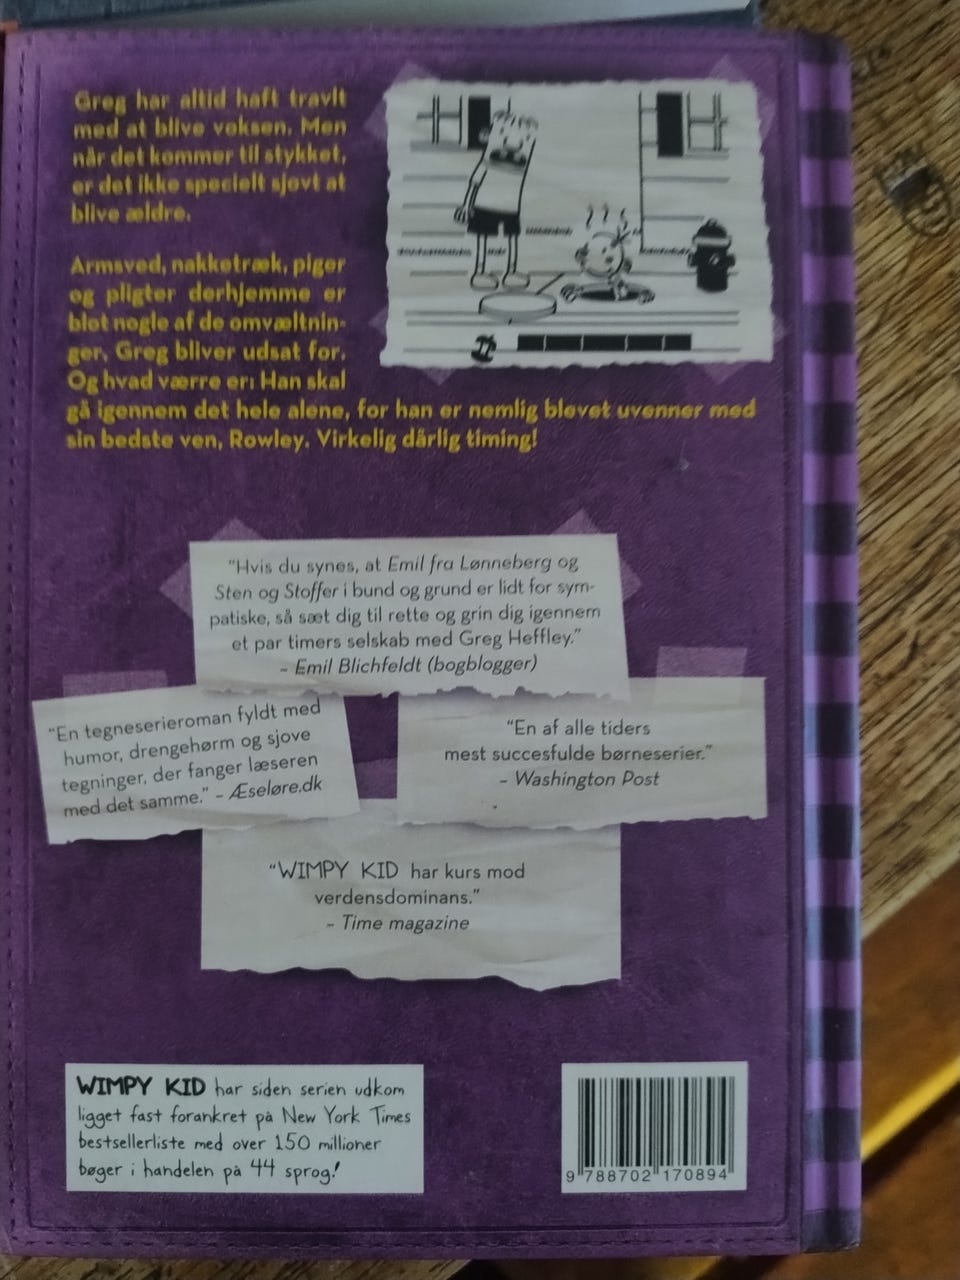 Greg har altid haft travlt
med at blive voksen. Men
når det kommer til stykket,
er det ikke specielt sjovt at
blive ældre.
Armsved, nakketræk, piger
og pligter derhjemme er
blot nogle af de omvæltnin-
ger, Greg bliver udsat for.
Og hvad værre er: Han skal
gå igennem det hele alene, for han er nemlig blevet uvenner med
sin bedste ven, Rowley. Virkelig dårlig timing!
“Hvis du synes, at Emil fra Lønneberg og
Sten og Stoffer i bund og grund er lidt for sym-
patiske, så sæt dig til rette og grin dig igennem
et par timers selskab med Greg Heffley.”
– Emil Blichfeldt (bogblogger)
“En tegneserieroman fyldt med
humor, drengehørm og sjove
tegninger, der fanger læseren
med det samme.” – Æseløre.dk
“En af alle tiders
mest succesfulde børneserier.”
– Washington Post
“WIMPY KID har kurs mod
verdensdominans.”
– Time magazine
WIMPY KID har siden serien udkom
ligget fast forankret på New York Times
bestsellerliste med over 150 millioner
bøger i handelen på 44 sprog!
9 788702 170894